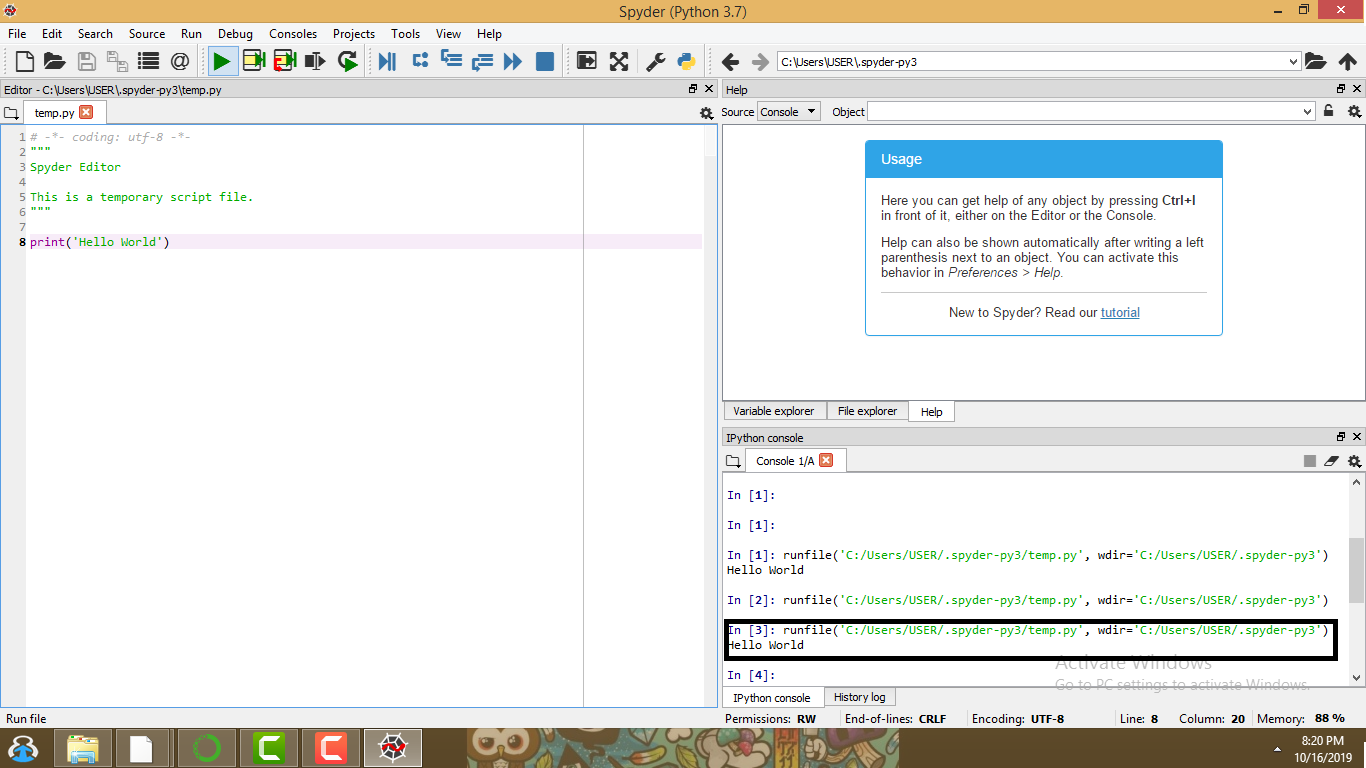 Spyder (Python 3.7)
File Edit Search Source Run Debug Consoles Projects Tools View Help
C:\Users\USER\.spyder-py3
Editor - C:\Users\USER\.spyder-py3\temp.py
temp.py
1 # -*- coding: utf-8 -*-
2 """
3 Spyder Editor
4
5 This is a temporary script file.
6 """
7
8 print('Hello World')
Help
Source Console Object
Usage
Here you can get help of any object by pressing Ctrl+I
in front of it, either on the Editor or the Console.
Help can also be shown automatically after writing a left
parenthesis next to an object. You can activate this
behavior in Preferences > Help.
New to Spyder? Read our tutorial
Variable explorer File explorer Help
IPython console
Console 1/A
In [1]:
In [1]:
In [1]: runfile('C:/Users/USER/.spyder-py3/temp.py', wdir='C:/Users/USER/.spyder-py3')
Hello World
In [2]: runfile('C:/Users/USER/.spyder-py3/temp.py', wdir='C:/Users/USER/.spyder-py3')
In [3]: runfile('C:/Users/USER/.spyder-py3/temp.py', wdir='C:/Users/USER/.spyder-py3')
Hello World
In [4]:
Activate Windows
Go to PC settings to activate Windows.
IPython console History log
Run file
Permissions: RW End-of-lines: CRLF Encoding: UTF-8 Line: 8 Column: 20 Memory: 88 %
8:20 PM
10/16/2019